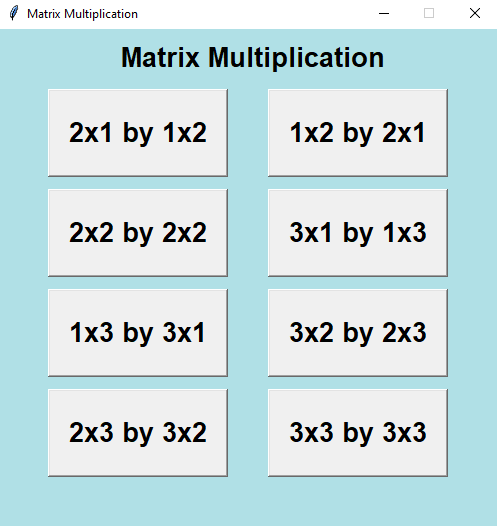 Matrix Multiplication
Matrix Multiplication
2x1 by 1x2
1x2 by 2x1
2x2 by 2x2
3x1 by 1x3
1x3 by 3x1
3x2 by 2x3
2x3 by 3x2
3x3 by 3x3